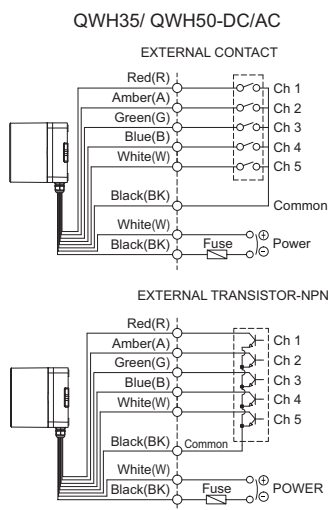 QWH35/ QWH50-DC/AC
EXTERNAL CONTACT
Red(R)
Ch 1
Amber(A)
Ch 2
Green(G)
Ch 3
Blue(B)
Ch 4
White(W)
Ch 5
Black(BK)
Common
White(W)
⊕
Power
Black(BK)
Fuse
⊖
EXTERNAL TRANSISTOR-NPN
Red(R)
Ch 1
Amber(A)
Ch 2
Green(G)
Ch 3
Blue(B)
Ch 4
White(W)
Ch 5
Black(BK)
Common
White(W)
⊕
POWER
Black(BK)
Fuse
⊖